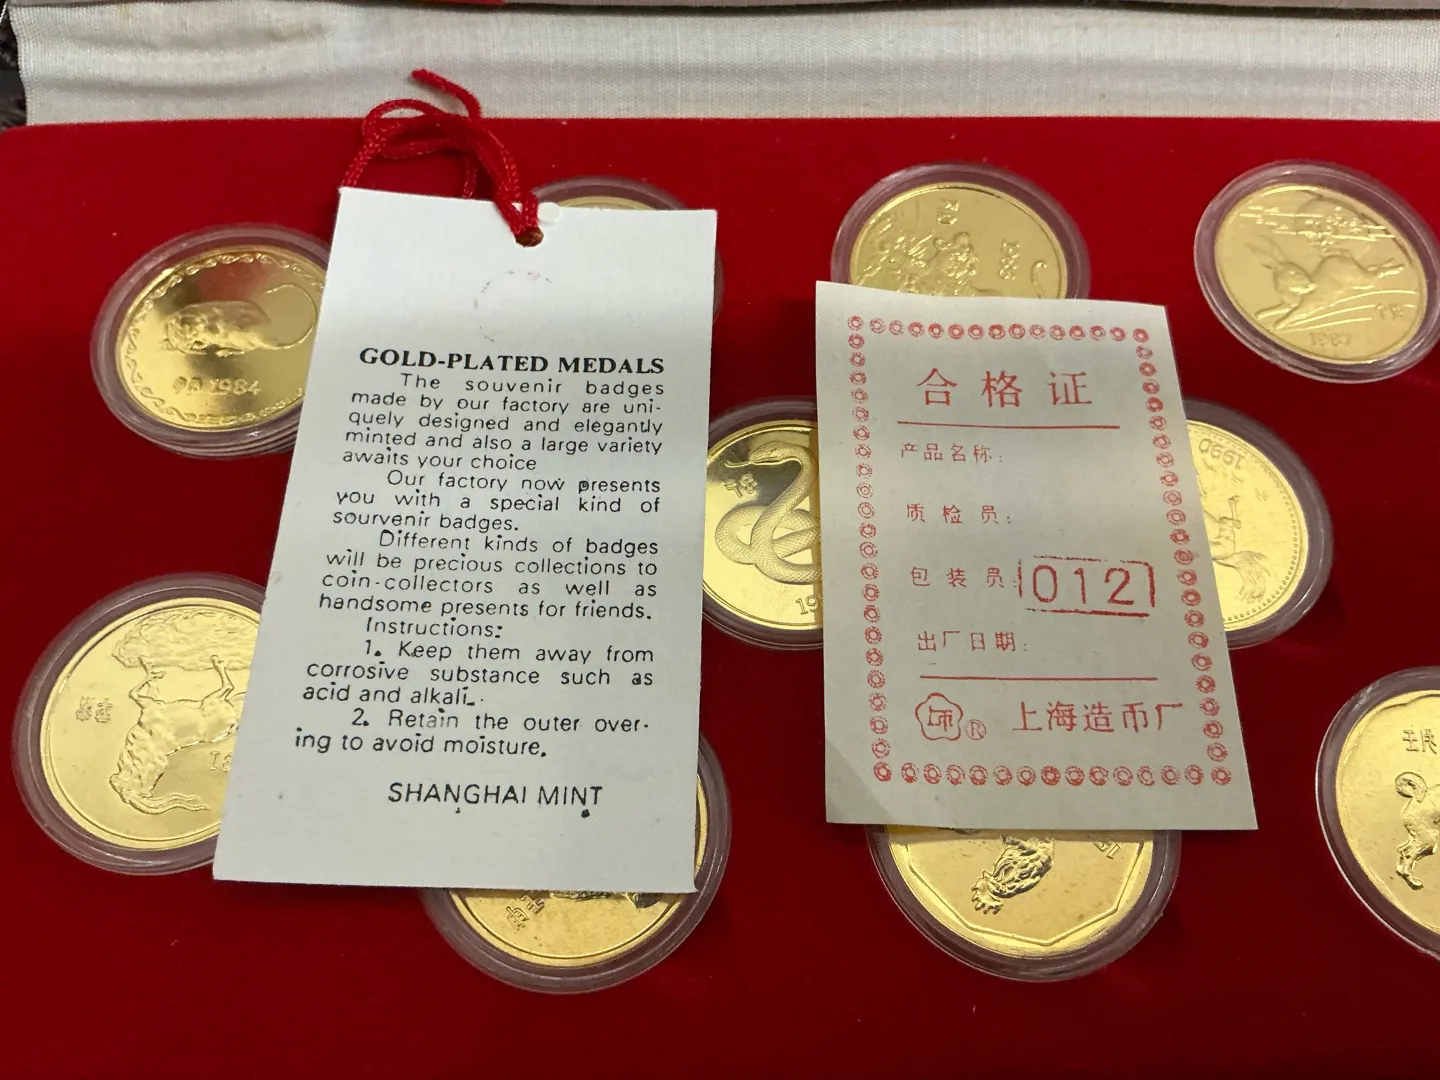 GOLD-PLATED MEDALS
The souvenir badges
made by our factory are uni-
quely designed and elegantly
minted and also a large variety
awaits your choice
Our factory now presents
you with a special kind of
sourvenir badges.
Different kinds of badges
will be precious collections to
coin-collectors as well as
handsome presents for friends.
Instructions:
1. Keep them away from
corrosive substance such as
acid and alkali.
2. Retain the outer over-
ing to avoid moisture.
SHANGHAI MINT
合格证
产品名称:
质检员:
包装员: 012
出厂日期:
币 ® 上海造币厂
1984
1986
1987
1990
19